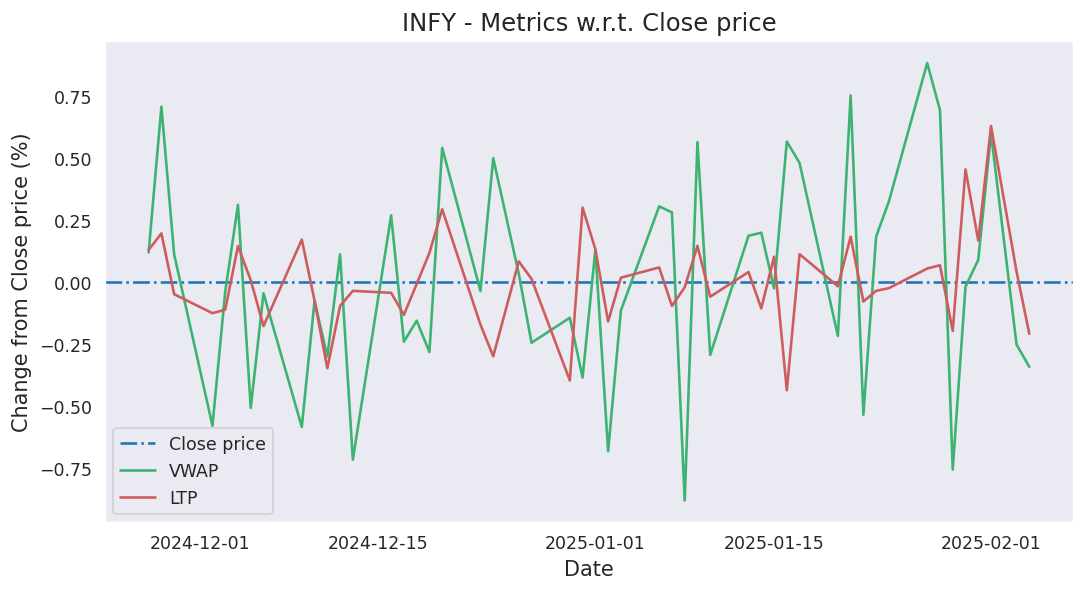 INFY - Metrics w.r.t. Close price
Change from Close price (%)
0.75
0.50
0.25
0.00
−0.25
−0.50
−0.75
Close price
VWAP
LTP
2024-12-01
2024-12-15
2025-01-01
2025-01-15
2025-02-01
Date